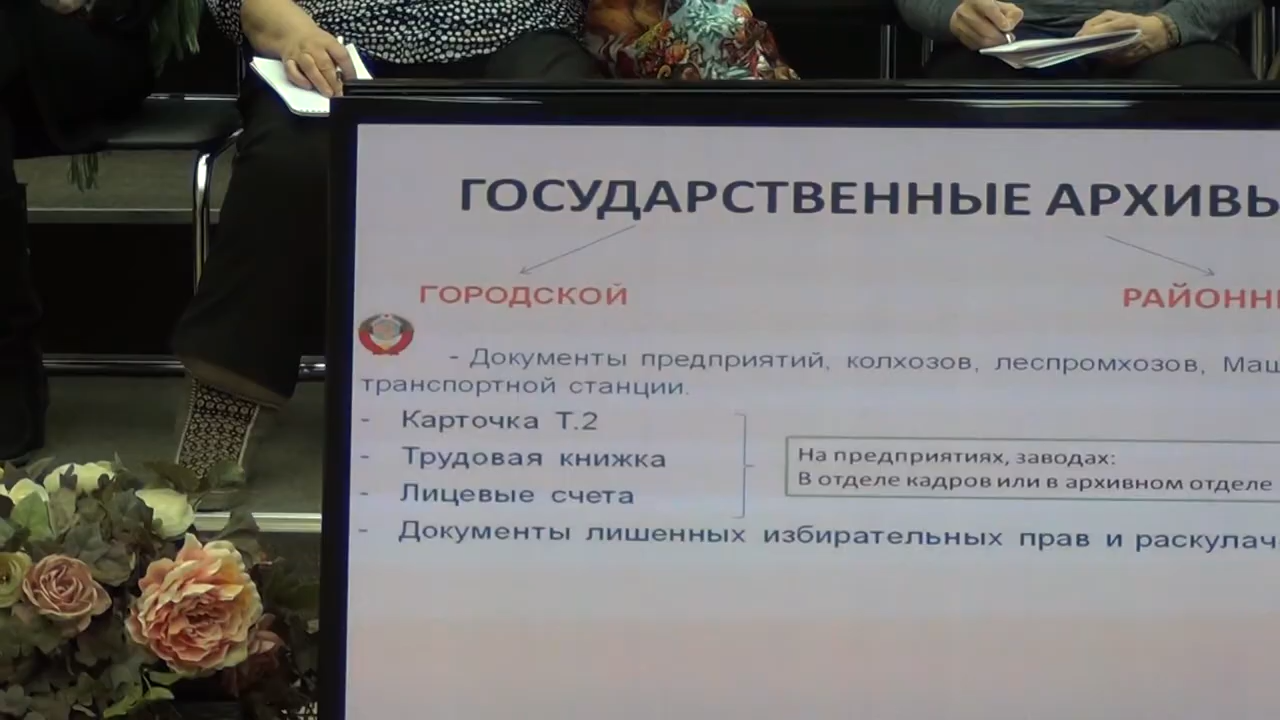 ГОСУДАРСТВЕННЫЕ АРХИВЫ
ГОРОДСКОЙ
- Документы предприятий, колхозов, леспромхозов,
транспортной станции.
- Карточка Т.2
- Трудовая книжка
- Лицевые счета
На предприятиях, заводах:
В отделе кадров или в архивном отделе
- Документы лишенных избирательных прав и